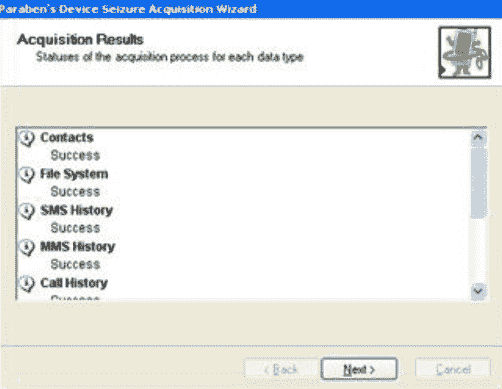 Paraben's Device Seizure Acquisition Wizard
Acquisition Results
Statuses of the acquisition process for each data type
Contacts
Success
File System
Success
SMS History
Success
MMS History
Success
Call History
Success
< Back
Next >
Cancel